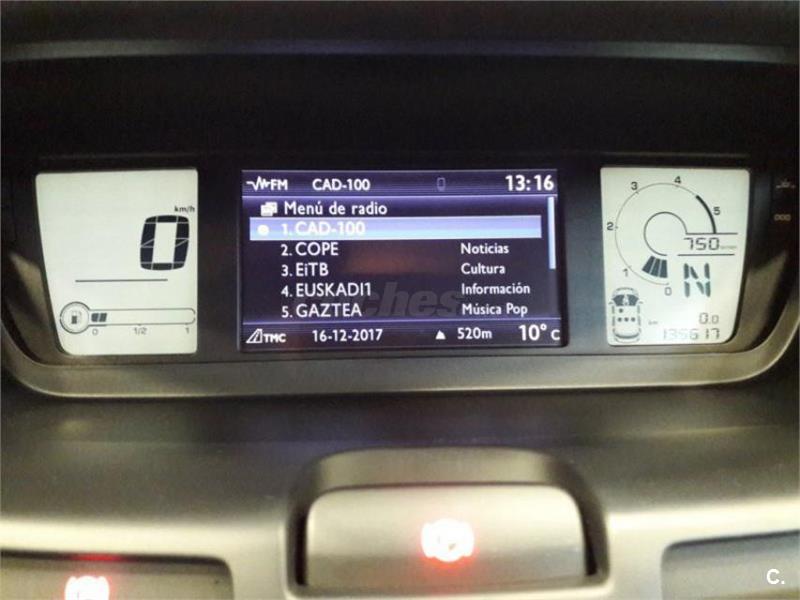 km/h
0
0 1/2 1
FM CAD-100 13:16
Menú de radio
1. CAD-100
2. COPE Noticias
3. EiTB Cultura
4. EUSKADI1 Información
5. GAZTEA Música Pop
TMC 16-12-2017 520m 10° C
0 1 2 3 4 5
750
N
km 0.0
135617
ches
C.